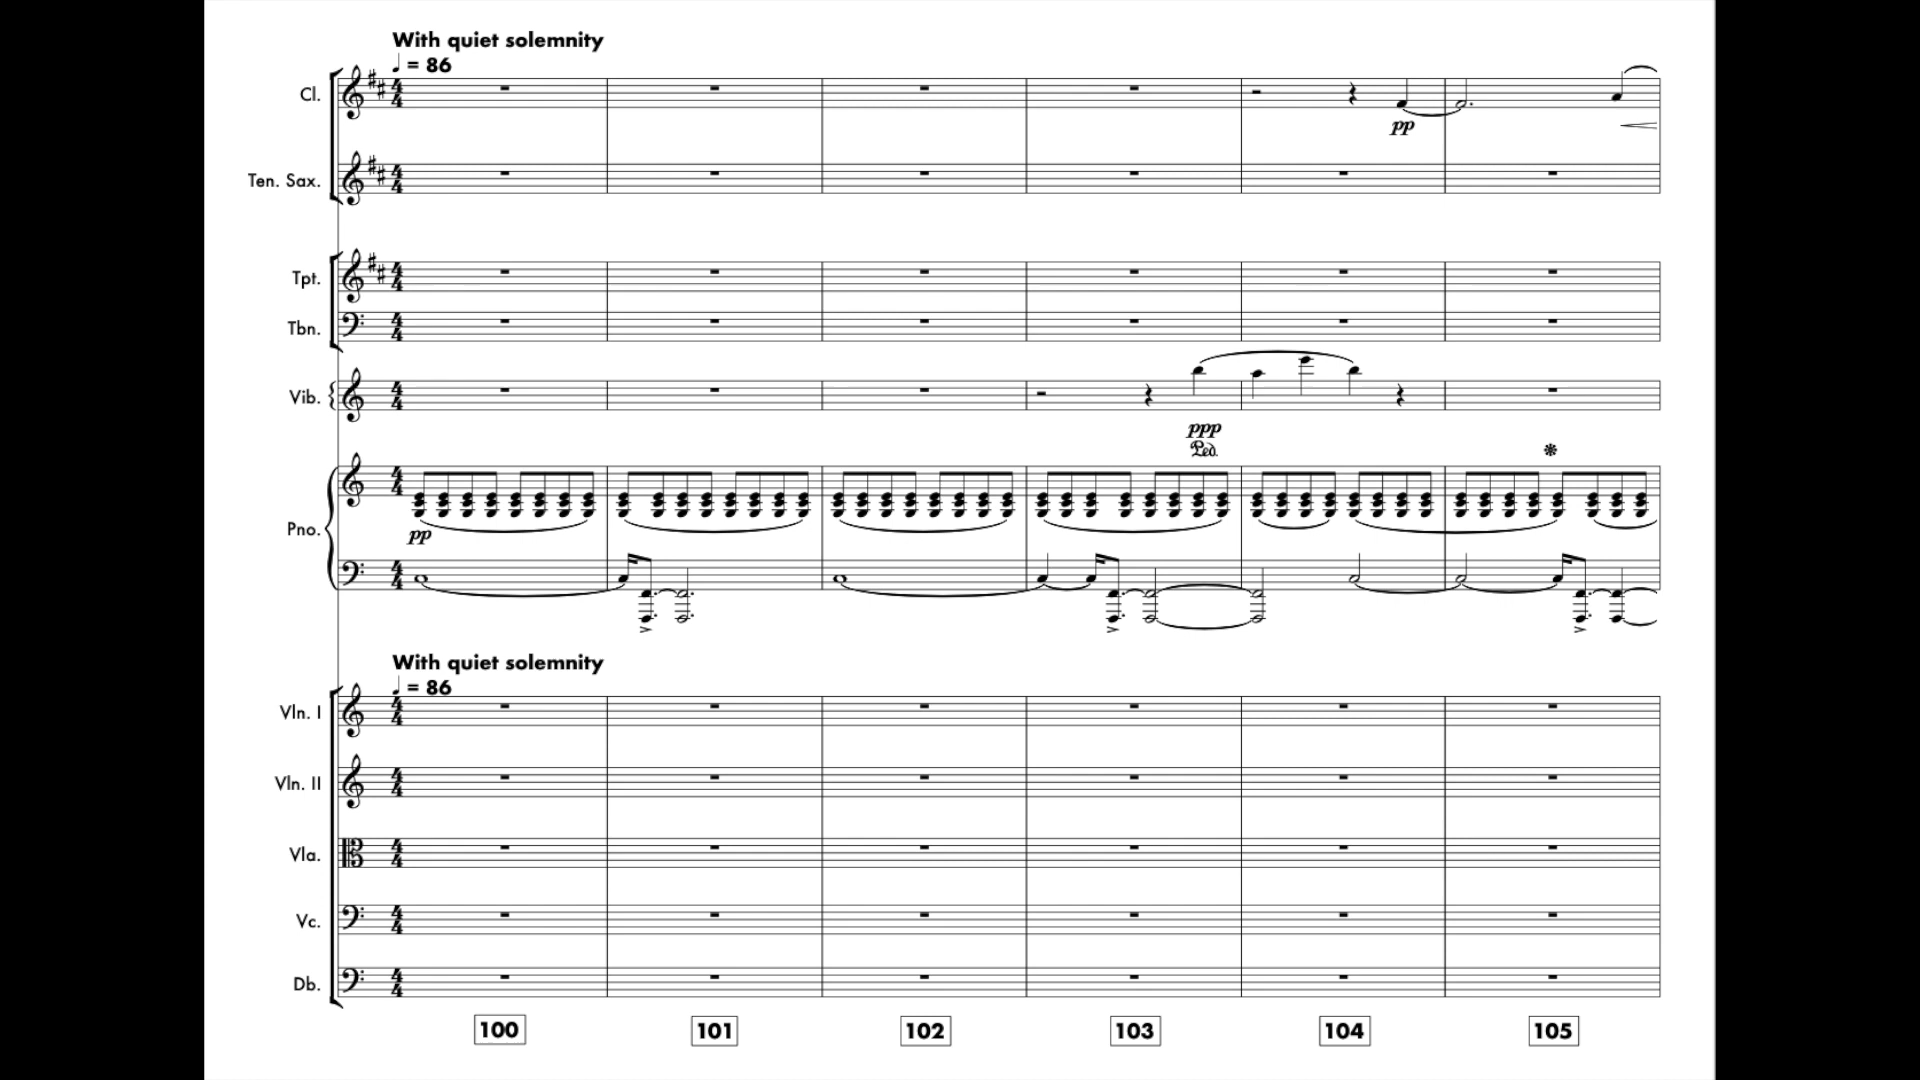 With quiet solemnity
♩ = 86
Cl.
pp
Ten. Sax.
Tpt.
Tbn.
Vib.
ppp
Ped.
Pno.
pp
With quiet solemnity
♩ = 86
Vln. I
Vln. II
Vla.
Vc.
Db.
100 101 102 103 104 105